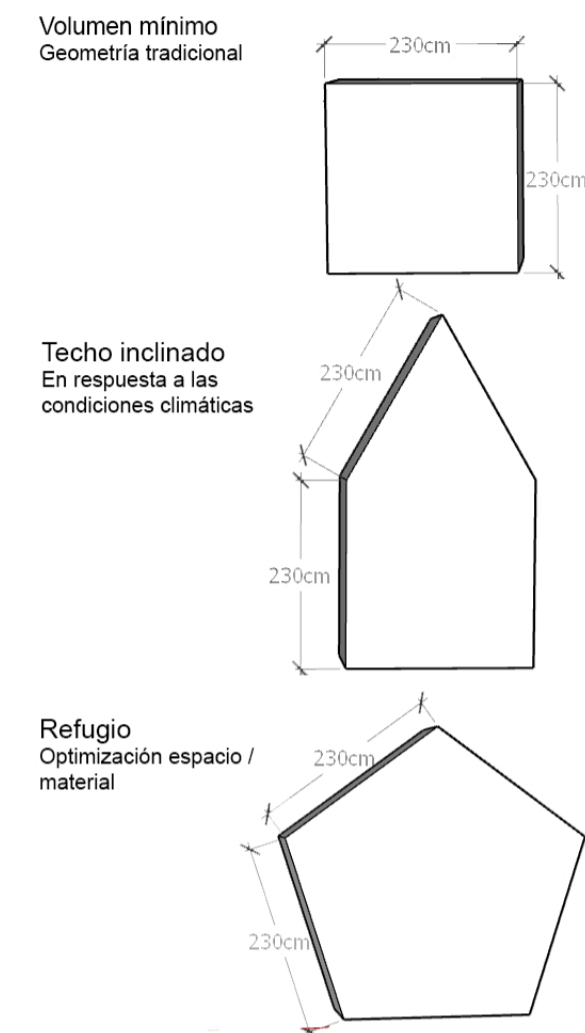 Volumen mínimo
Geometría tradicional
230cm
230cm
Techo inclinado
En respuesta a las
condiciones climáticas
230cm
230cm
Refugio
Optimización espacio /
material
230cm
230cm